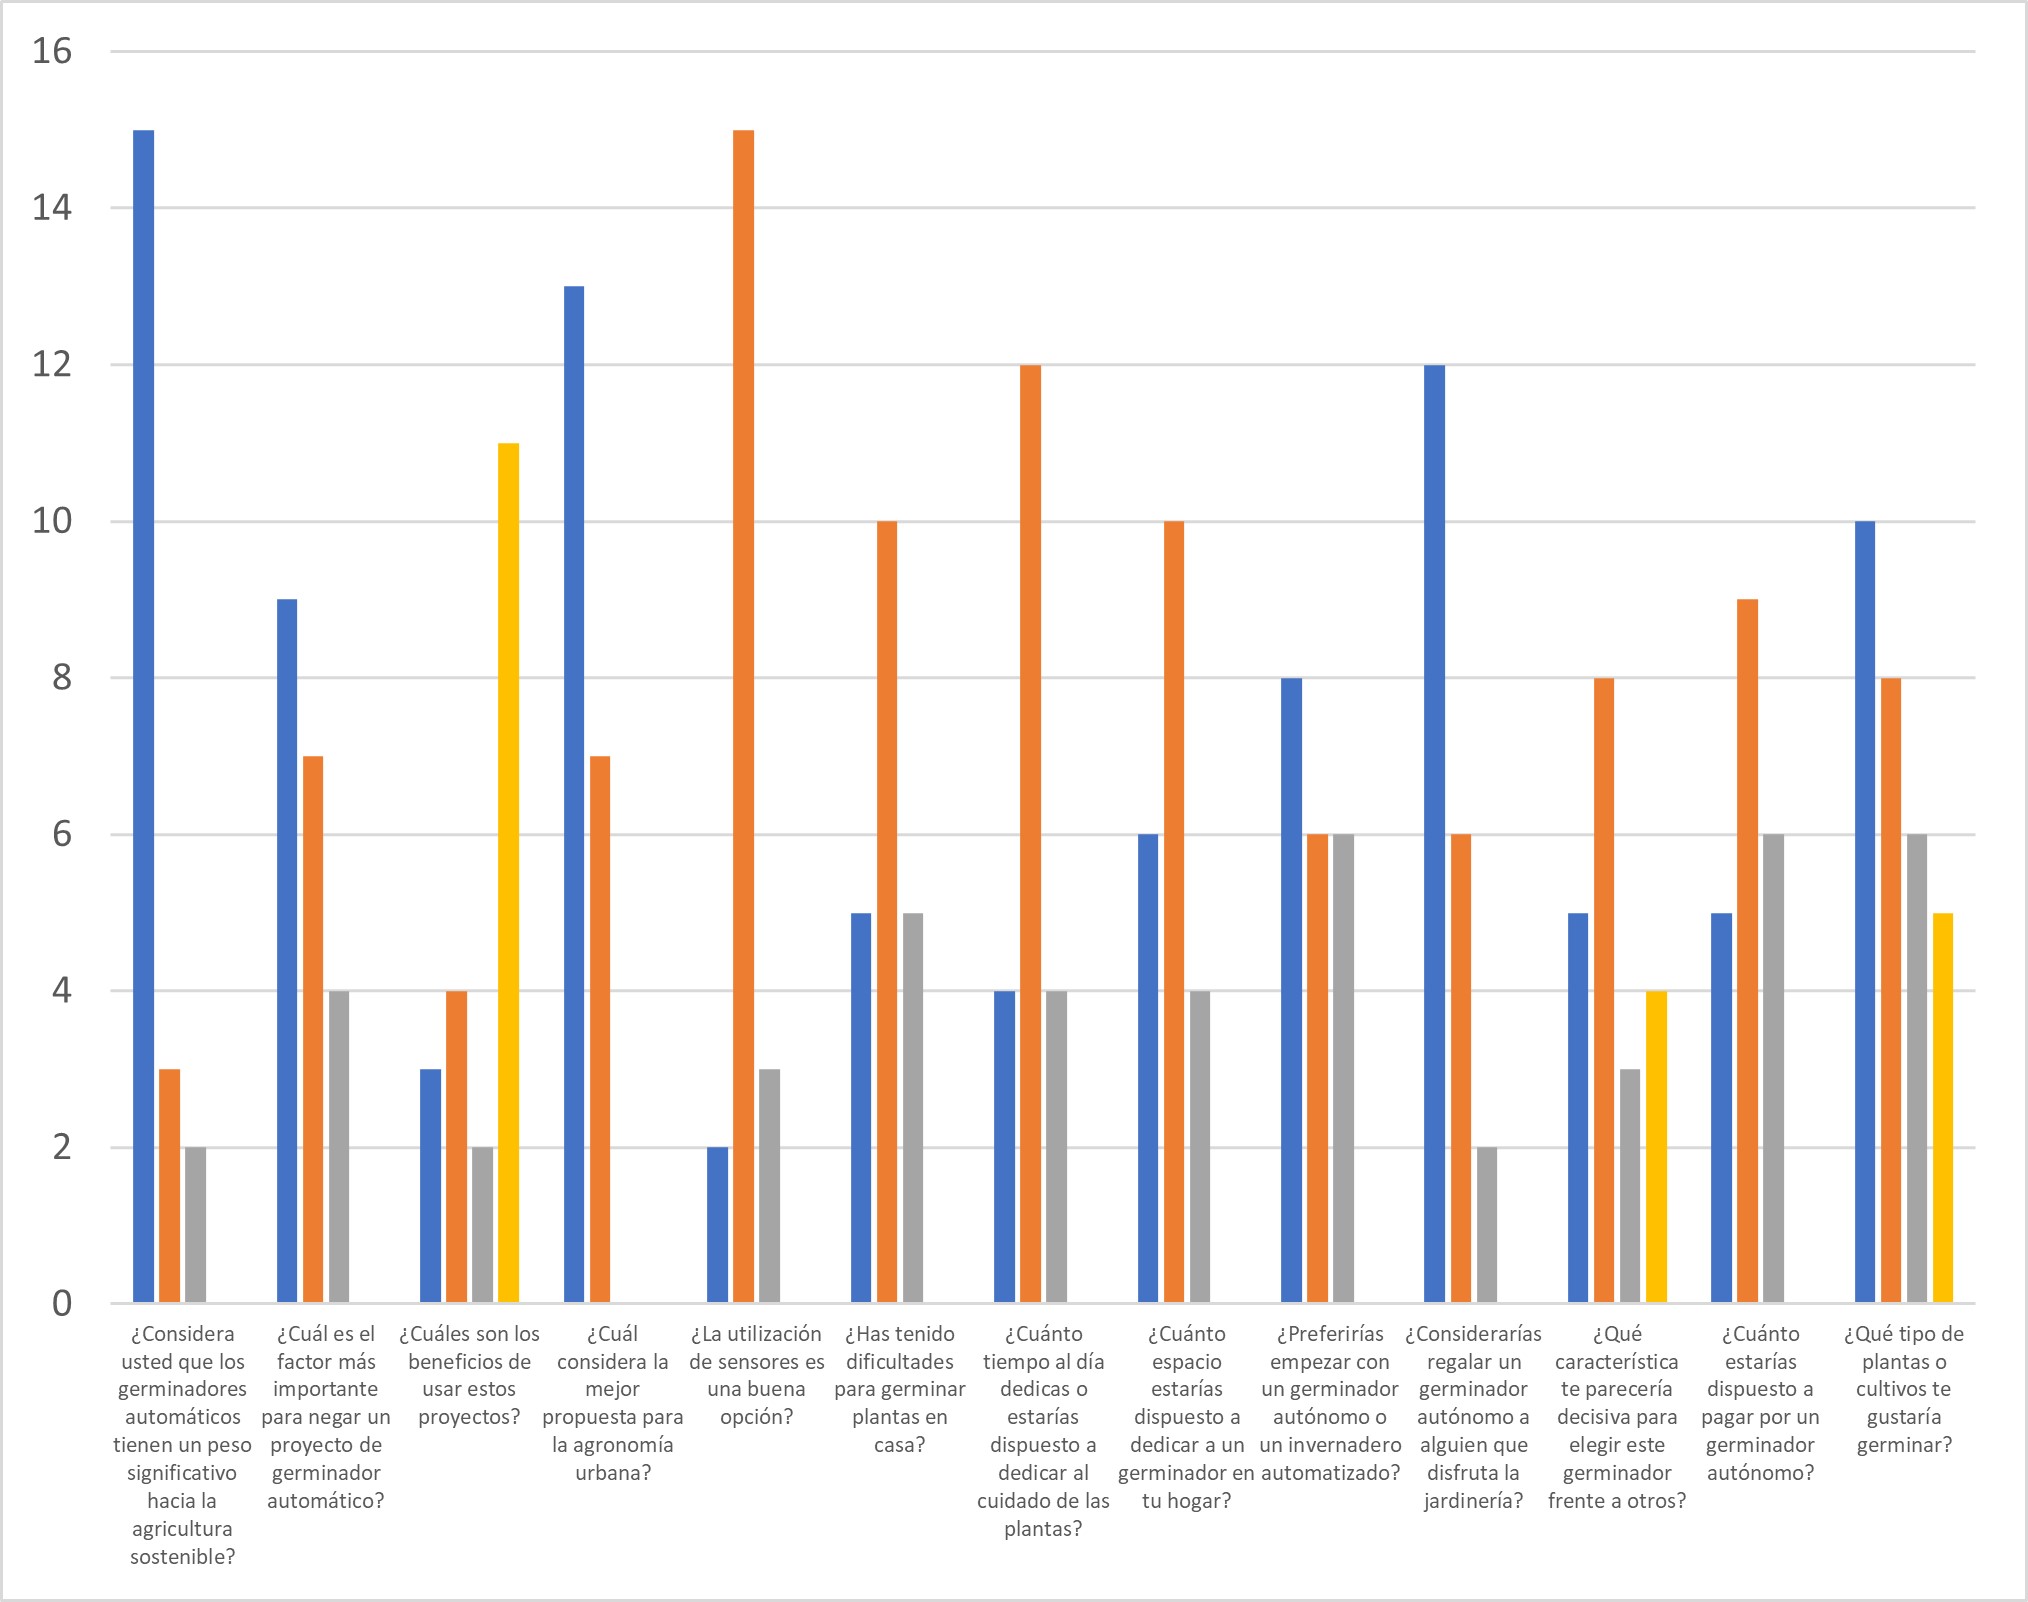 16
14
12
10
8
6
4
2
0
¿Considera
usted que los
germinadores
automáticos
tienen un peso
significativo
hacia la
agricultura
sostenible?
¿Cuál es el
factor más
importante
para negar un
proyecto de
germinador
automático?
¿Cuáles son los
beneficios de
usar estos
proyectos?
¿Cuál
considera la
mejor
propuesta para
la agronomía
urbana?
¿La utilización
de sensores es
una buena
opción?
¿Has tenido
dificultades
para germinar
plantas en
casa?
¿Cuánto
tiempo al día
dedicas o
estarías
dispuesto a
dedicar al
cuidado de las
plantas?
¿Cuánto
espacio
estarías
dispuesto a
dedicar a un
germinador en
tu hogar?
¿Preferirías
empezar con
un germinador
autónomo o
un invernadero
automatizado?
¿Considerarías
regalar un
germinador
autónomo a
alguien que
disfruta la
jardinería?
¿Qué
característica
te parecería
decisiva para
elegir este
germinador
frente a otros?
¿Cuánto
estarías
dispuesto a
pagar por un
germinador
autónomo?
¿Qué tipo de
plantas o
cultivos te
gustaría
germinar?